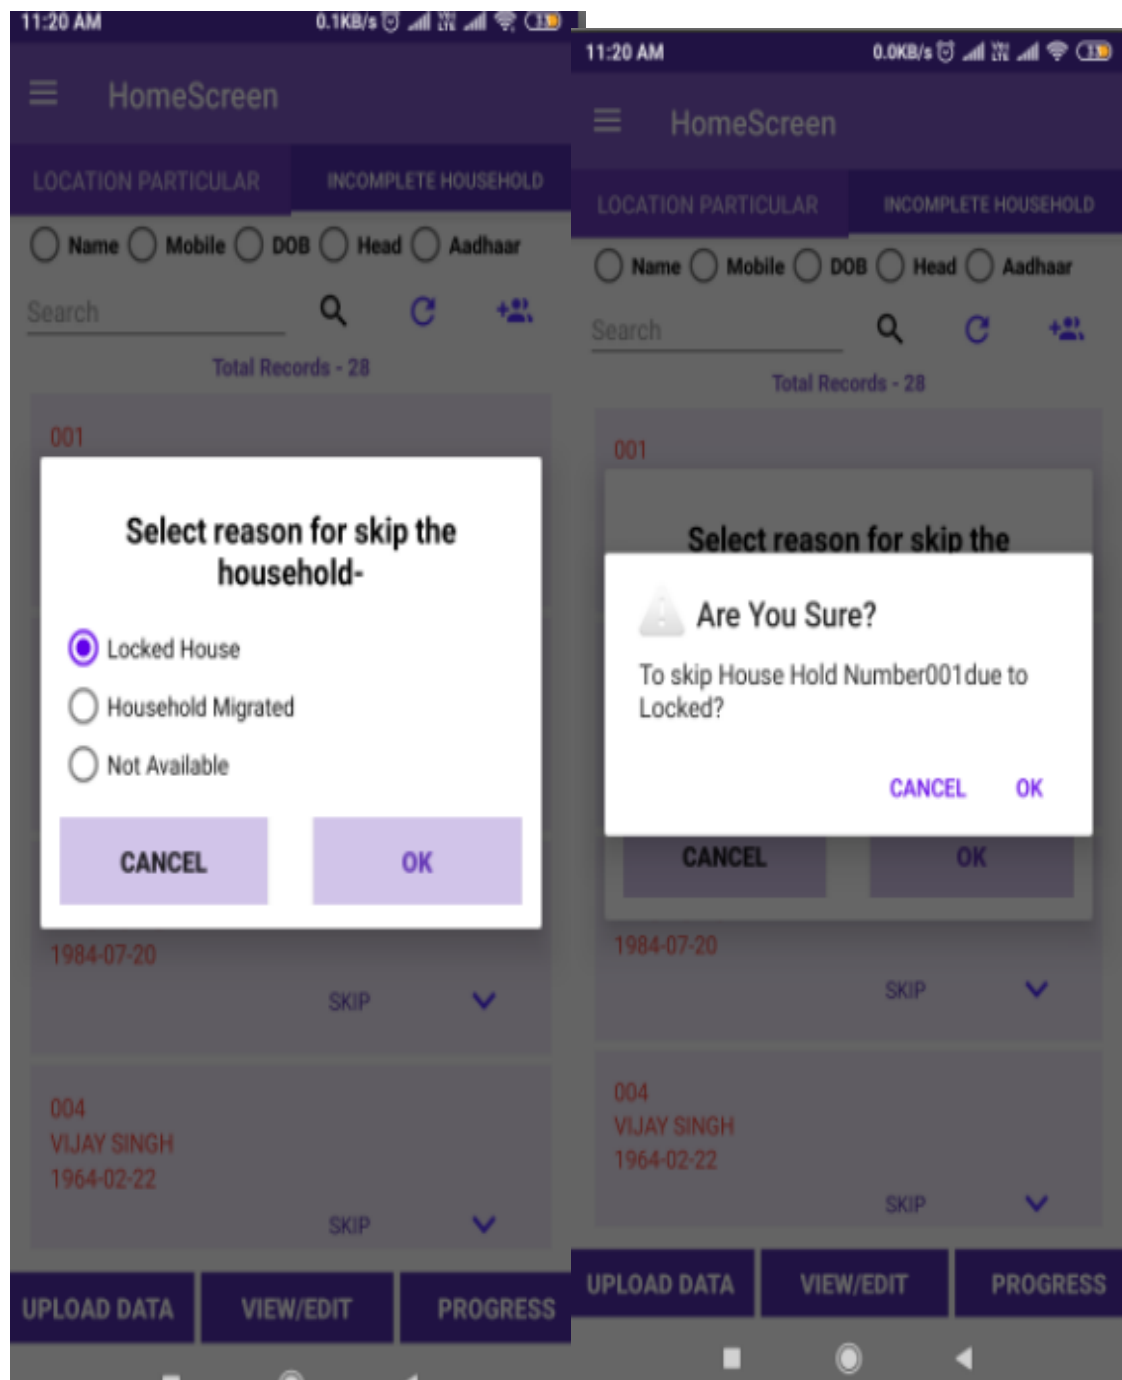 11:20 AM 0.1KB/s
HomeScreen
LOCATION PARTICULAR INCOMPLETE HOUSEHOLD
Name Mobile DOB Head Aadhaar
Search
Total Records - 28
001
Select reason for skip the
household-
Locked House
Household Migrated
Not Available
CANCEL OK
1984-07-20
SKIP
004
VIJAY SINGH
1964-02-22
SKIP
UPLOAD DATA VIEW/EDIT PROGRESS
11:20 AM 0.0KB/s
HomeScreen
LOCATION PARTICULAR INCOMPLETE HOUSEHOLD
Name Mobile DOB Head Aadhaar
Search
Total Records - 28
001
Select reason for skip the
Are You Sure?
To skip House Hold Number001due to
Locked?
CANCEL OK
CANCEL OK
1984-07-20
SKIP
004
VIJAY SINGH
1964-02-22
SKIP
UPLOAD DATA VIEW/EDIT PROGRESS